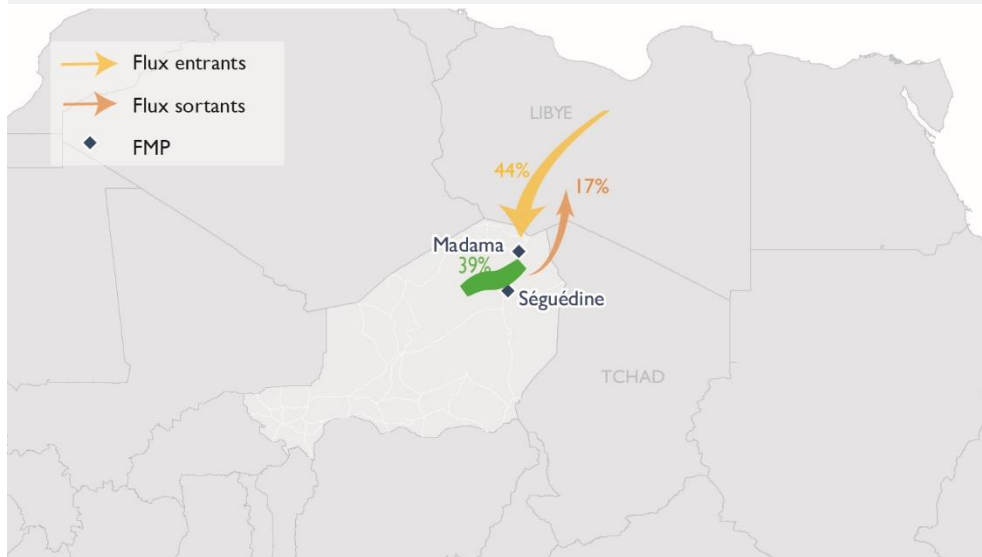 Flux entrants
Flux sortants
FMP
LIBYE
44%
17%
Madama
39%
Séguédine
TCHAD